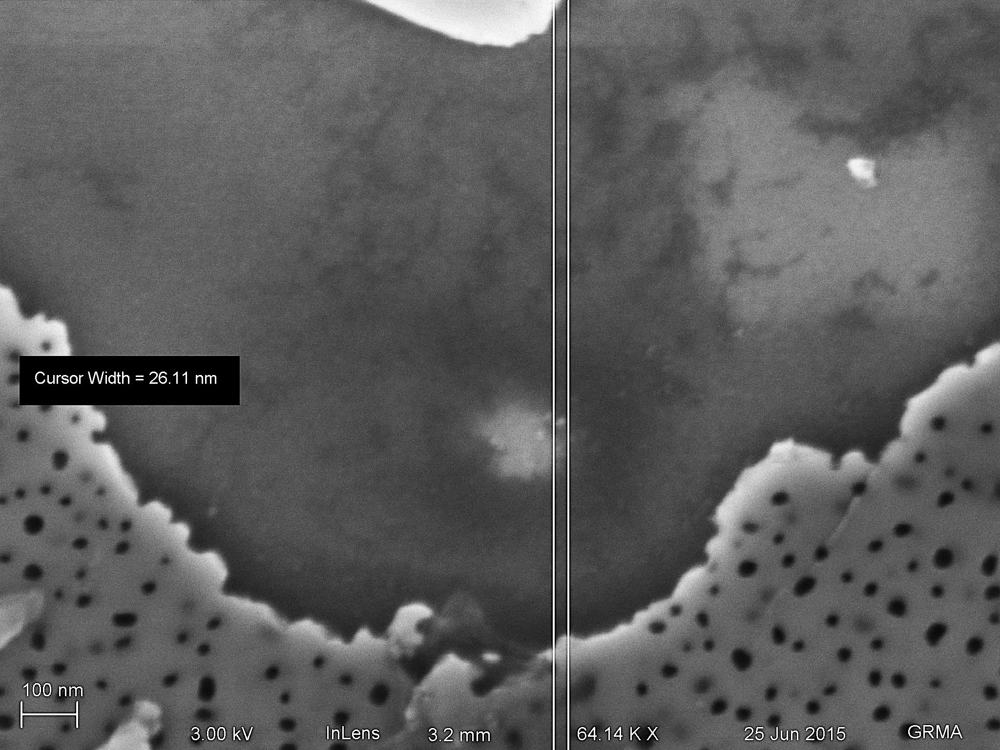 Cursor Width = 26.11 nm
100 nm
3.00 kV InLens 3.2 mm 64.14 K X 25 Jun 2015 GRMA